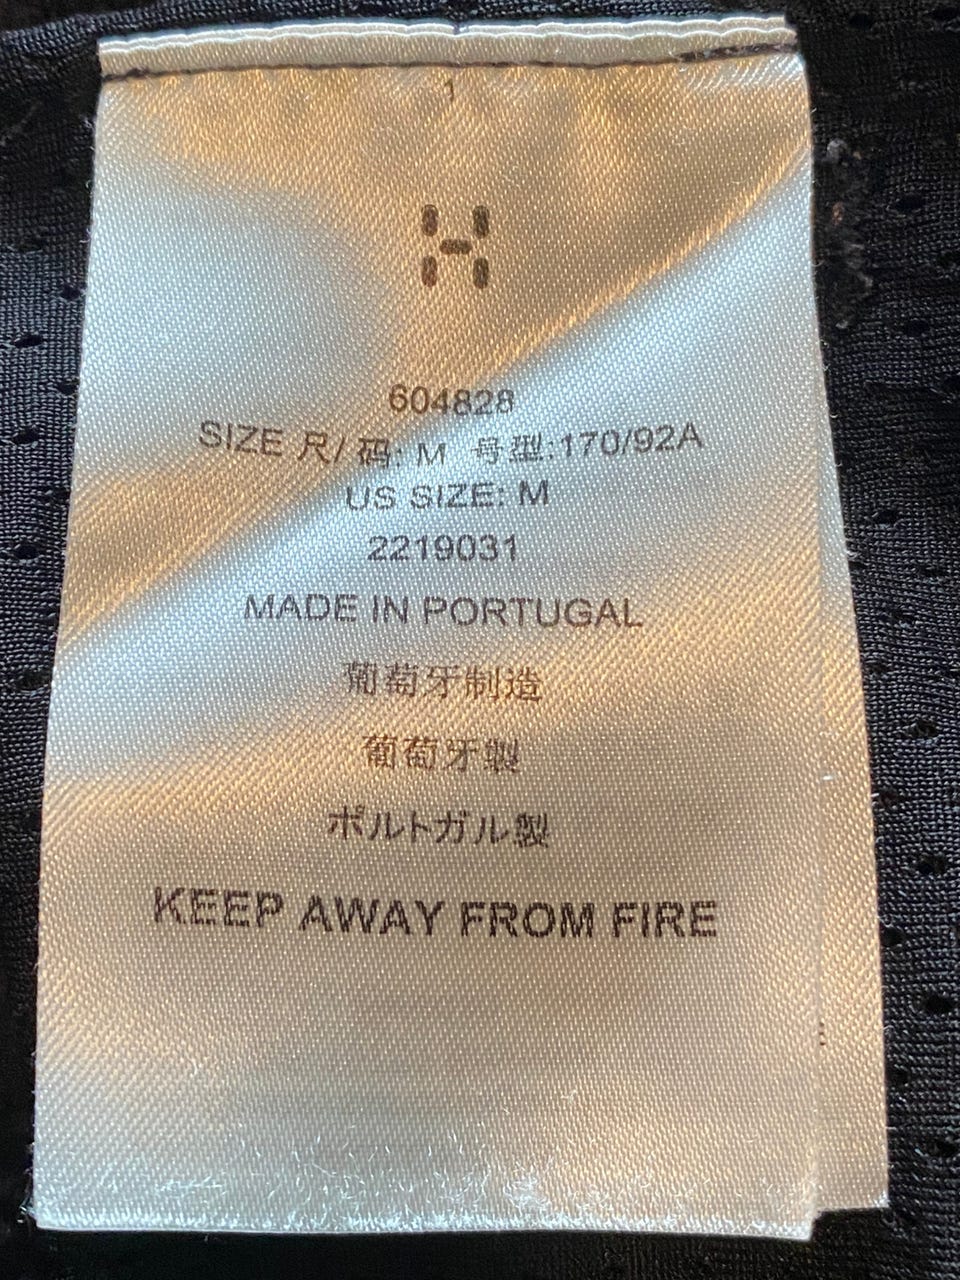 1
H
604828
SIZE 尺/ 码: M 号型:170/92A
US SIZE: M
2219031
MADE IN PORTUGAL
葡萄牙制造
葡萄牙製
ポルトガル製
KEEP AWAY FROM FIRE